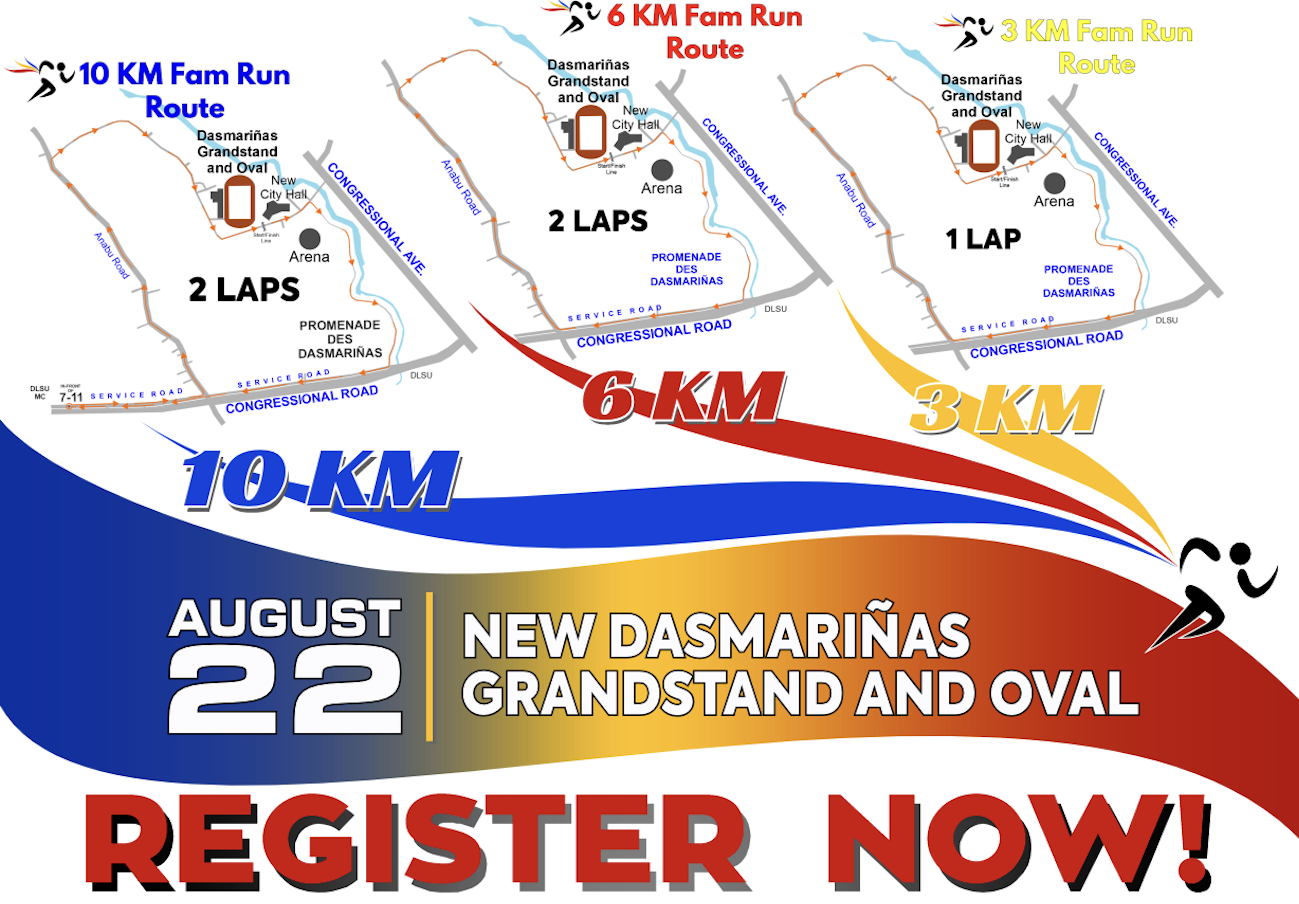 10 KM Fam Run
Route
Dasmariñas
Grandstand
and Oval
New
City Hall
Start/Finish
Line
Arena
CONGRESSIONAL AVE.
Anabu Road
2 LAPS
PROMENADE
DES
DASMARIÑAS
DLSU
SERVICE ROAD
CONGRESSIONAL ROAD
SERVICE ROAD
DLSU
MC
IN-FRONT
OF
7-11
6 KM Fam Run
Route
Dasmariñas
Grandstand
and Oval
New
City Hall
Start/Finish
Line
Arena
CONGRESSIONAL AVE.
Anabu Road
2 LAPS
PROMENADE
DES
DASMARIÑAS
DLSU
SERVICE ROAD
CONGRESSIONAL ROAD
3 KM Fam Run
Route
Dasmariñas
Grandstand
and Oval
New
City Hall
Start/Finish
Line
Arena
CONGRESSIONAL AVE.
Anabu Road
1 LAP
PROMENADE
DES
DASMARIÑAS
DLSU
SERVICE ROAD
CONGRESSIONAL ROAD
10 KM
6 KM
3 KM
AUGUST
22
NEW DASMARIÑAS
GRANDSTAND AND OVAL
REGISTER NOW!